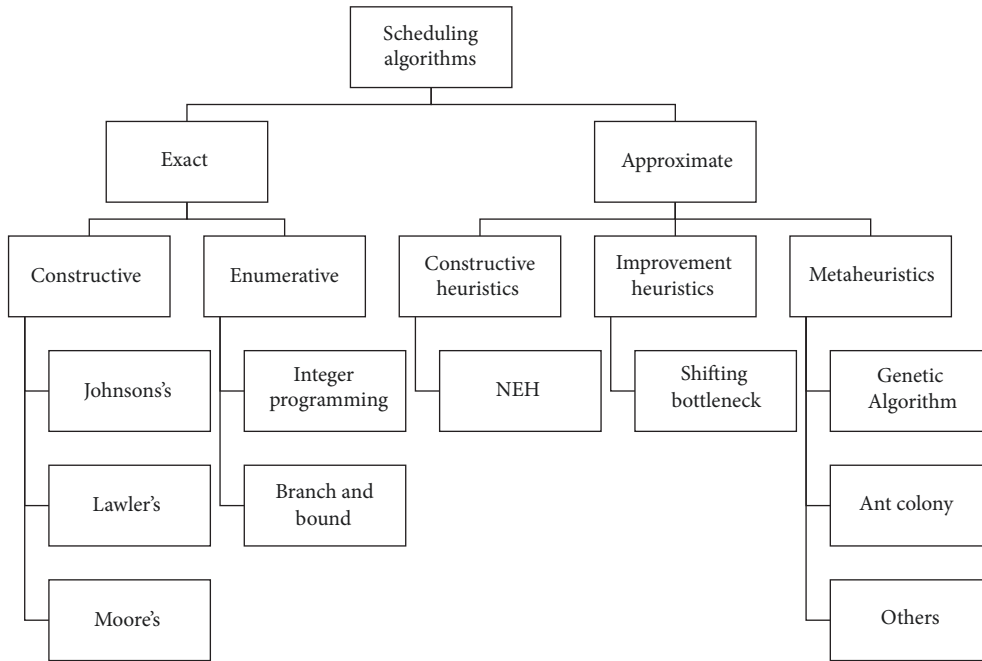 Scheduling
algorithms
Exact
Approximate
Constructive
Enumerative
Constructive
heuristics
Improvement
heuristics
Metaheuristics
Johnsons's
Integer
programming
NEH
Shifting
bottleneck
Genetic
Algorithm
Lawler's
Branch and
bound
Ant colony
Moore's
Others